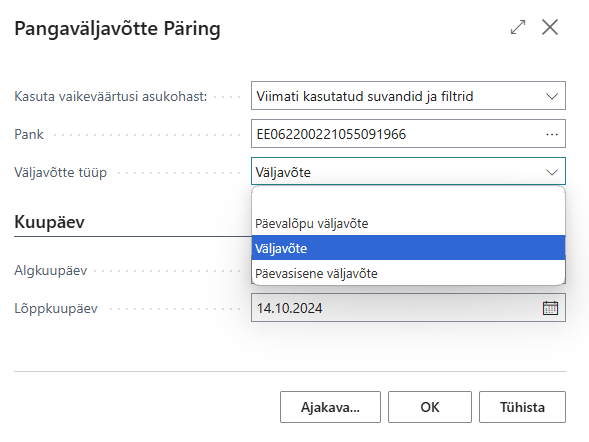 Pangaväljavõtte Päring
Kasuta vaikeväärtusi asukohast: Viimati kasutatud suvandid ja filtrid
Pank EE062200221055091966 ...
Väljavõtte tüüp Väljavõte
Päevalõpu väljavõte
Kuupäev
Väljavõte
Algkuupäev Päevasisene väljavõte
Lõppkuupäev 14.10.2024
Ajakava... OK Tühista